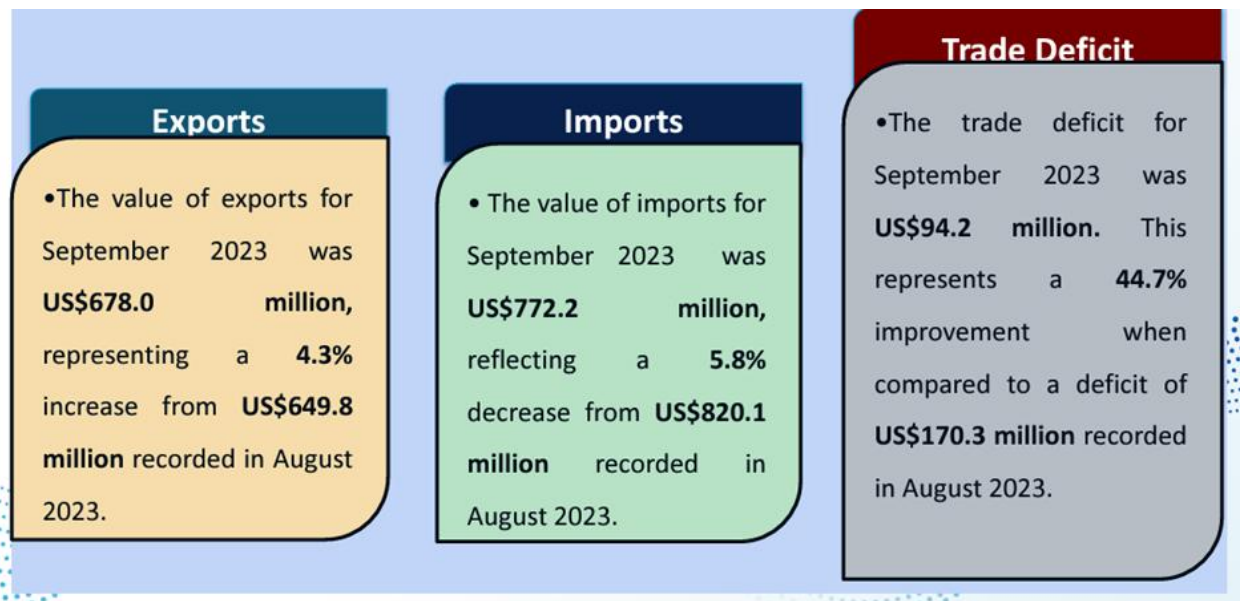 Exports
•The value of exports for
September 2023 was
US$678.0 million,
representing a 4.3%
increase from US$649.8
million recorded in August
2023.
Imports
• The value of imports for
September 2023 was
US$772.2 million,
reflecting a 5.8%
decrease from US$820.1
million recorded in
August 2023.
Trade Deficit
•The trade deficit for
September 2023 was
US$94.2 million. This
represents a 44.7%
improvement when
compared to a deficit of
US$170.3 million recorded
in August 2023.